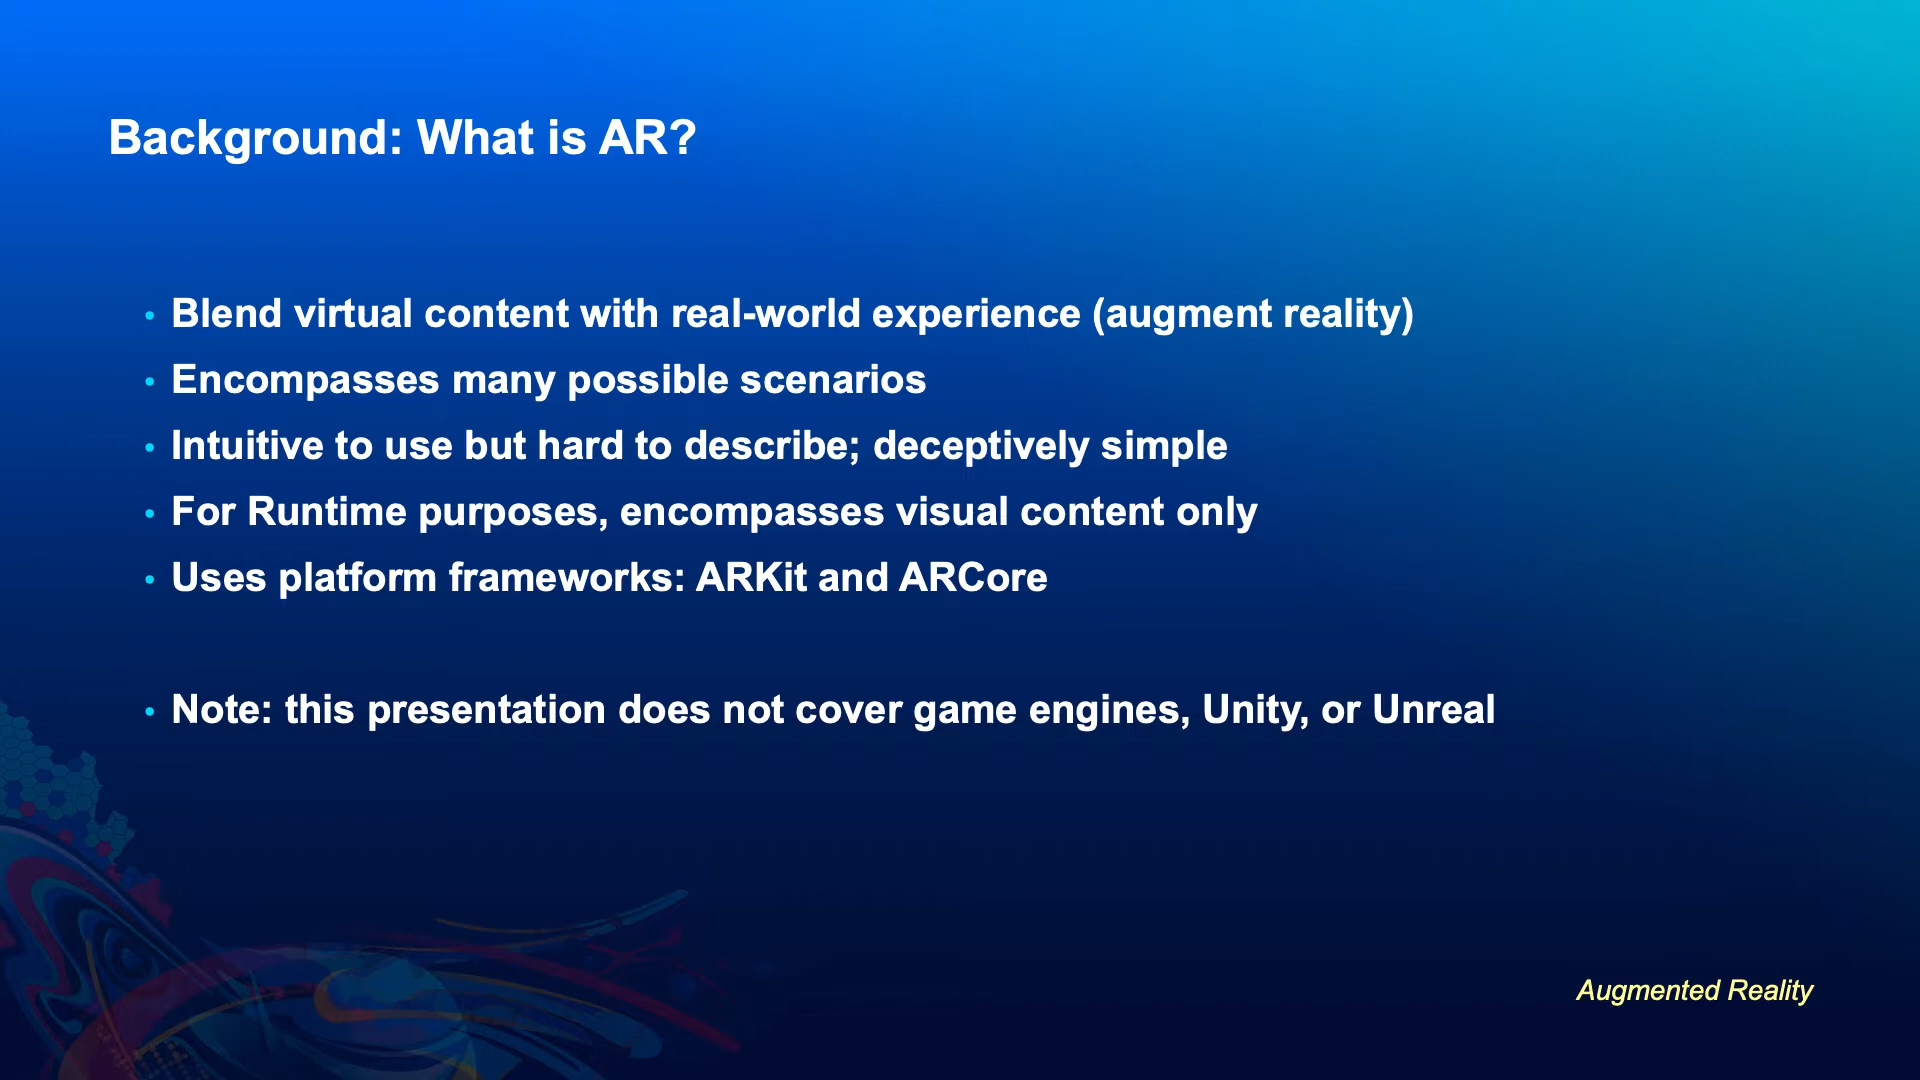 Background: What is AR?
• Blend virtual content with real-world experience (augment reality)
• Encompasses many possible scenarios
• Intuitive to use but hard to describe; deceptively simple
• For Runtime purposes, encompasses visual content only
• Uses platform frameworks: ARKit and ARCore
• Note: this presentation does not cover game engines, Unity, or Unreal
Augmented Reality